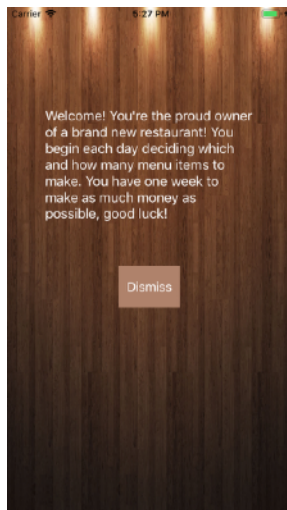 Carrier 5:27 PM
Welcome! You're the proud owner
of a brand new restaurant! You
begin each day deciding which
and how many menu items to
make. You have one week to
make as much money as
possible, good luck!
Dismiss